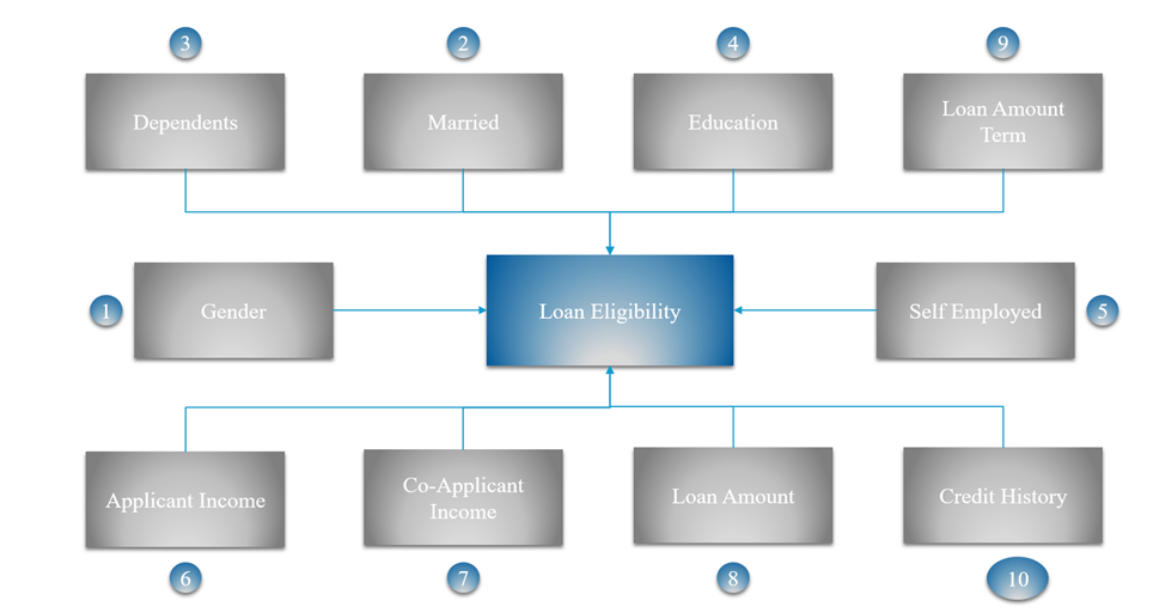 3
2
4
9
Dependents
Married
Education
Loan Amount
Term
1
Gender
Loan Eligibility
Self Employed
5
Applicant Income
Co-Applicant
Income
Loan Amount
Credit History
6
7
8
10